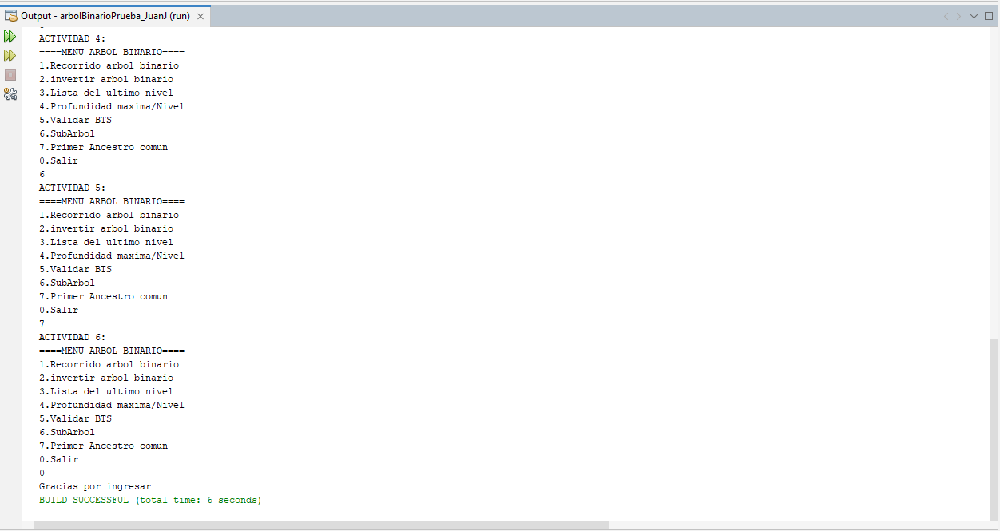 Output - arbolBinarioPrueba_JuanJ (run)
ACTIVIDAD 4:
====MENU ARBOL BINARIO====
1.Recorrido arbol binario
2.invertir arbol binario
3.Lista del ultimo nivel
4.Profundidad maxima/Nivel
5.Validar BTS
6.SubArbol
7.Primer Ancestro comun
0.Salir
6
ACTIVIDAD 5:
====MENU ARBOL BINARIO====
1.Recorrido arbol binario
2.invertir arbol binario
3.Lista del ultimo nivel
4.Profundidad maxima/Nivel
5.Validar BTS
6.SubArbol
7.Primer Ancestro comun
0.Salir
7
ACTIVIDAD 6:
====MENU ARBOL BINARIO====
1.Recorrido arbol binario
2.invertir arbol binario
3.Lista del ultimo nivel
4.Profundidad maxima/Nivel
5.Validar BTS
6.SubArbol
7.Primer Ancestro comun
0.Salir
0
Gracias por ingresar
BUILD SUCCESSFUL (total time: 6 seconds)